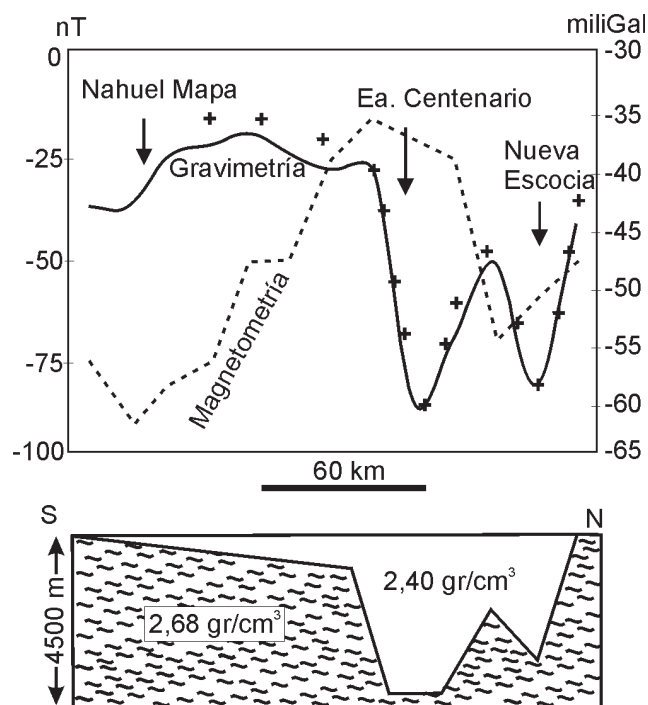 nT
miliGal
0
-30
Nahuel Mapa
Ea. Centenario
-35
-25
Gravimetría
Nueva
Escocia
-40
-45
-50
Magnetometría
-50
-75
-55
-60
-100
-65
60 km
S
N
4500 m
2,40 gr/cm³
2,68 gr/cm³